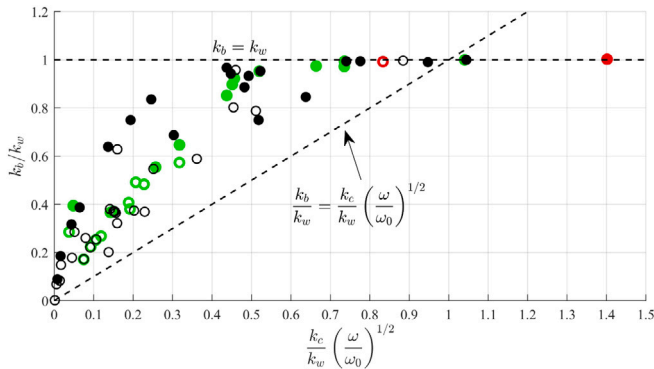 1.2
1
0.8
0.6
0.4
0.2
0
k_b/k_w
k_b = k_w
k_b/k_w = k_c/k_w (ω/ω_0)^{1/2}
0 0.1 0.2 0.3 0.4 0.5 0.6 0.7 0.8 0.9 1 1.1 1.2 1.3 1.4 1.5
k_c/k_w (ω/ω_0)^{1/2}